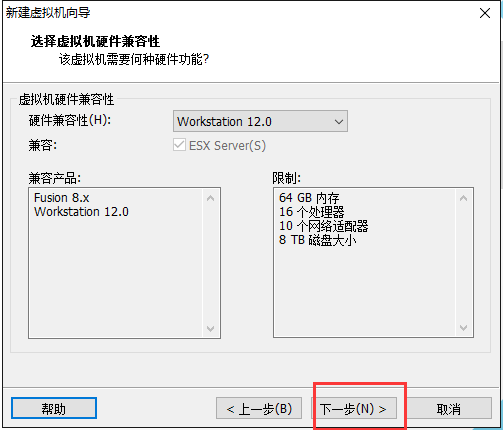 新建虚拟机向导
选择虚拟机硬件兼容性
该虚拟机需要何种硬件功能?
虚拟机硬件兼容性
硬件兼容性(H):
Workstation 12.0
兼容:
ESX Server(S)
兼容产品:
Fusion 8.x
Workstation 12.0
限制:
64 GB 内存
16 个处理器
10 个网络适配器
8 TB 磁盘大小
帮助
< 上一步(B)
下一步(N) >
取消